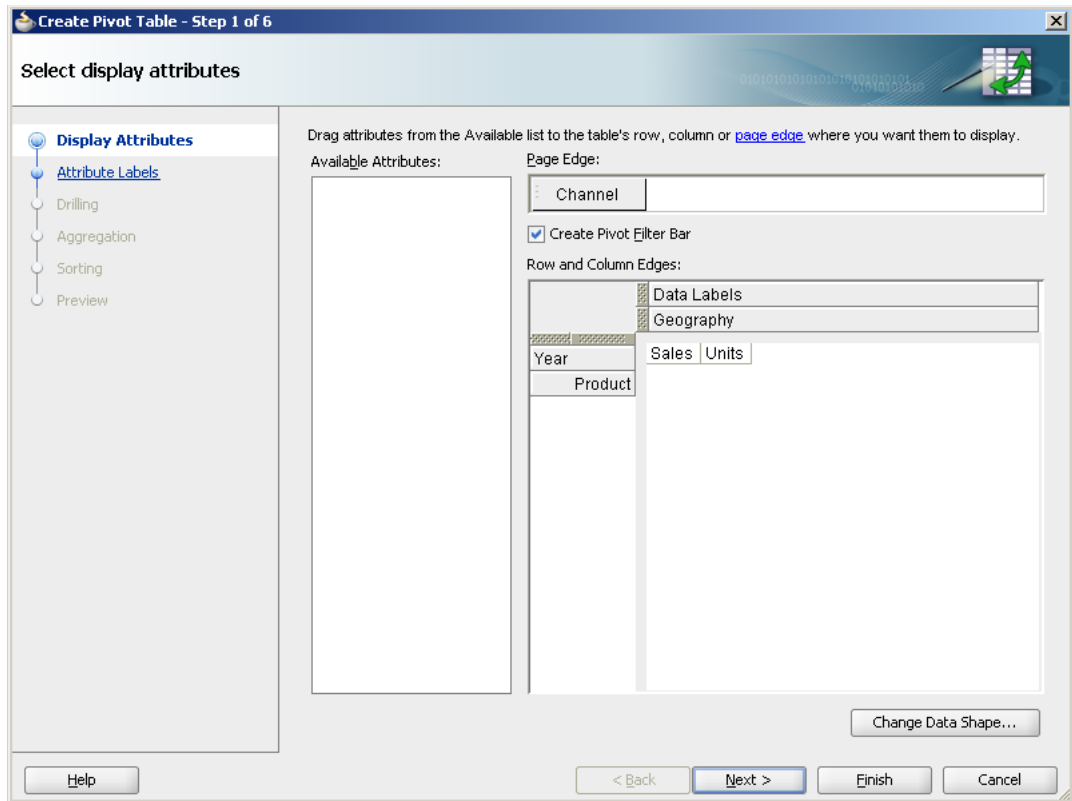 Create Pivot Table - Step 1 of 6
Select display attributes
Display Attributes
Attribute Labels
Drilling
Aggregation
Sorting
Preview
Drag attributes from the Available list to the table's row, column or page edge where you want them to display.
Available Attributes:
Page Edge:
Channel
Create Pivot Filter Bar
Row and Column Edges:
Data Labels
Geography
Year
Product
Sales Units
Change Data Shape...
Help
< Back
Next >
Finish
Cancel